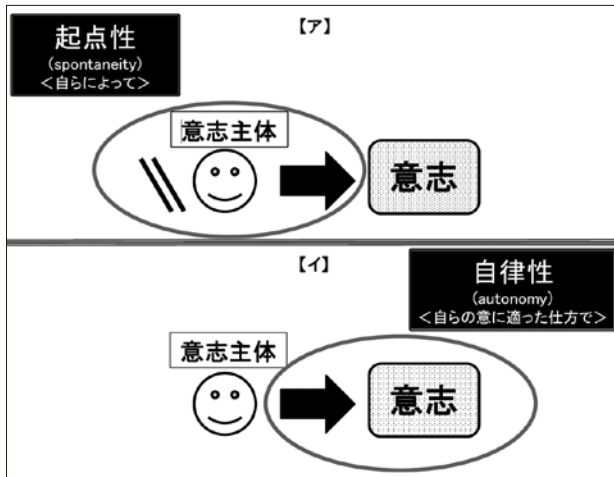 【ア】
起点性
(spontaneity)
＜自らによって＞
意志主体
意志
【イ】
自律性
(autonomy)
＜自らの意に適った仕方で＞
意志主体
意志